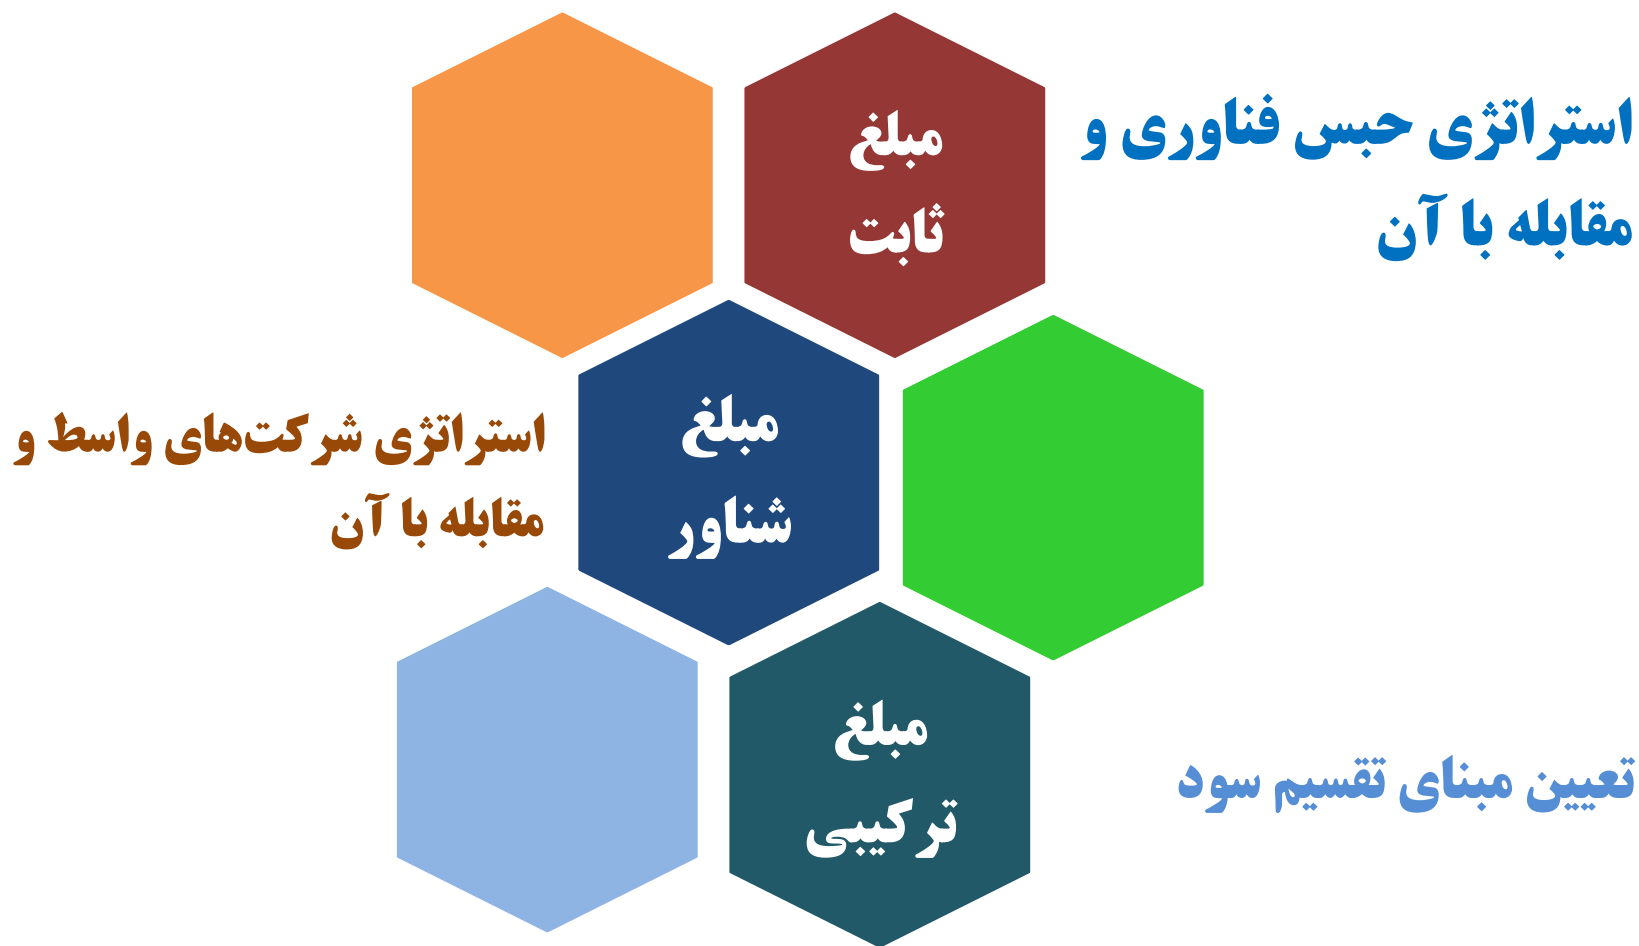 مبلغ
ثابت
استراتژی حبس فناوری و
مقابله با آن
مبلغ
شناور
استراتژی شرکت‌های واسط و
مقابله با آن
مبلغ
ترکیبی
تعیین مبنای تقسیم سود